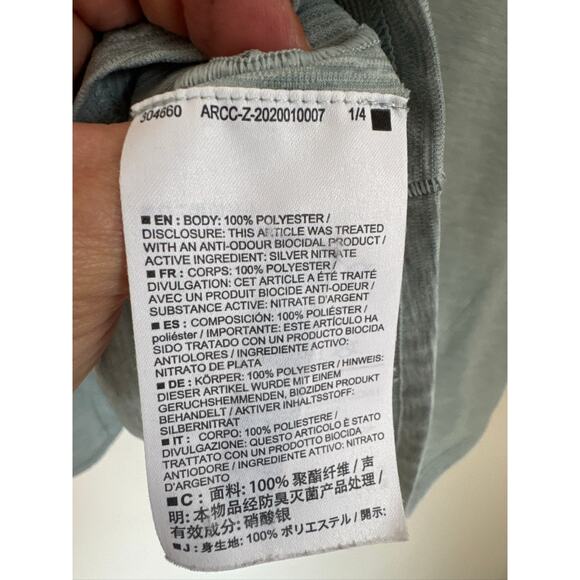 304660 ARCC-Z-2020010007 1/4
EN : BODY: 100% POLYESTER /
DISCLOSURE: THIS ARTICLE WAS TREATED
WITH AN ANTI-ODOUR BIOCIDAL PRODUCT /
ACTIVE INGREDIENT: SILVER NITRATE
FR : CORPS: 100% POLYESTER /
DIVULGATION: CET ARTICLE A ÉTÉ TRAITÉ
AVEC UN PRODUIT BIOCIDE ANTI-ODEUR /
SUBSTANCE ACTIVE: NITRATE D'ARGENT
ES : COMPOSICIÓN: 100% POLIÉSTER /
poliéster / IMPORTANTE: ESTE ARTÍCULO HA
SIDO TRATADO CON UN PRODUCTO BIOCIDA
ANTIOLORES / INGREDIENTE ACTIVO:
NITRATO DE PLATA
DE : KÖRPER: 100% POLYESTER / HINWEIS:
DIESER ARTIKEL WURDE MIT EINEM
GERUCHSHEMMENDEN, BIOZIDEN PRODUKT
BEHANDELT / AKTIVER INHALTSSTOFF:
SILBERNITRAT
IT : CORPO: 100% POLIESTERE /
DIVULGAZIONE: QUESTO ARTICOLO È STATO
TRATTATO CON UN PRODOTTO BIOCIDA
ANTIODORE / INGREDIENTE ATTIVO: NITRATO
D'ARGENTO
C : 面料: 100% 聚酯纤维 / 声
明: 本物品经防臭灭菌产品处理 /
有效成分: 硝酸银
J : 身生地: 100% ポリエステル / 開示: